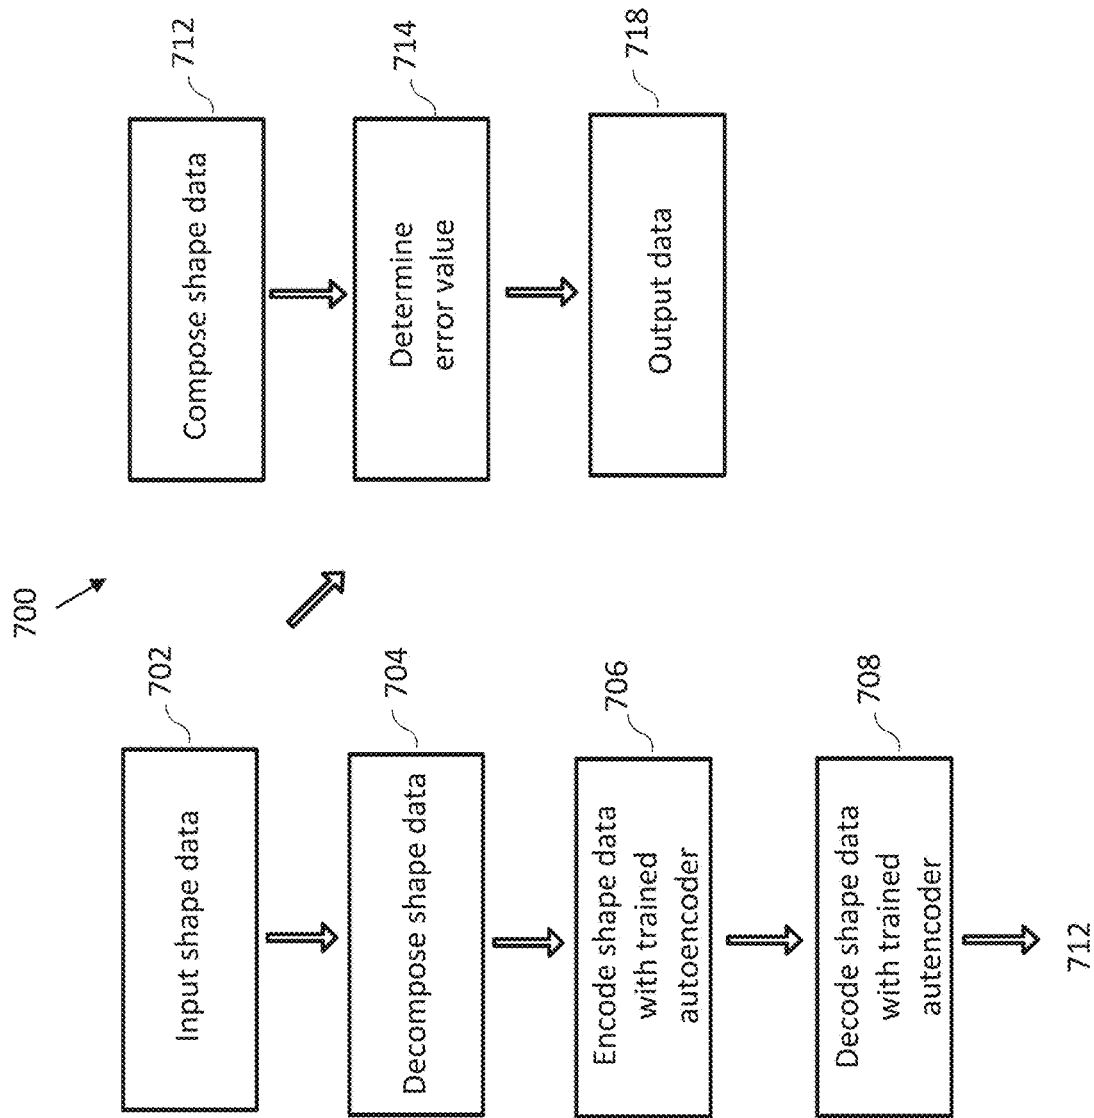 700
Input shape data
702
Decompose shape data
704
Encode shape data
with trained
autoencoder
706
Decode shape data
with trained
autencoder
708
712
Compose shape data
712
Determine
error value
714
Output data
718